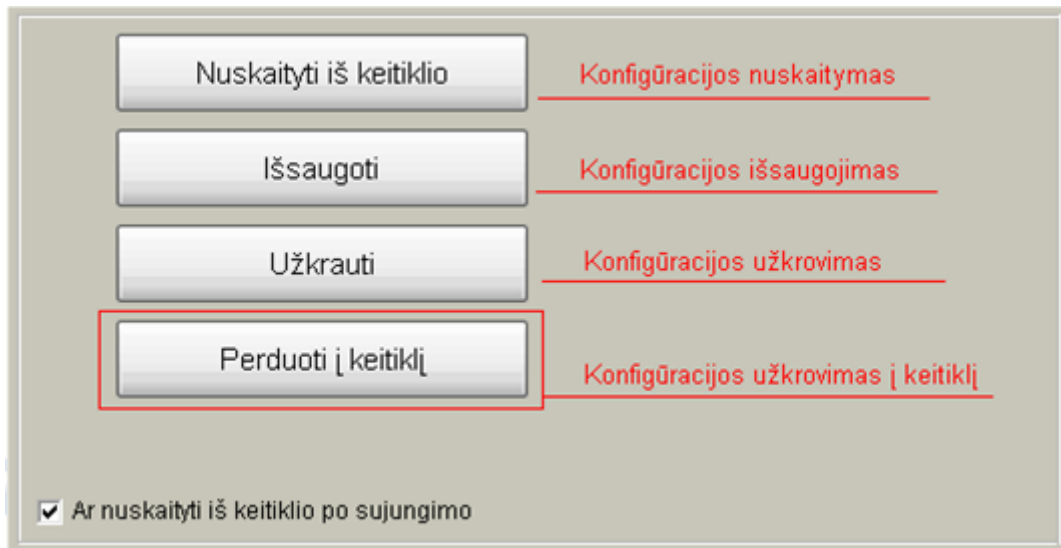 Nuskaityti iš keitiklio
Konfigūracijos nuskaitymas
Išsaugoti
Konfigūracijos išsaugojimas
Užkrauti
Konfigūracijos užkrovimas
Perduoti į keitiklį
Konfigūracijos užkrovimas į keitiklį
Ar nuskaityti iš keitiklio po sujungimo